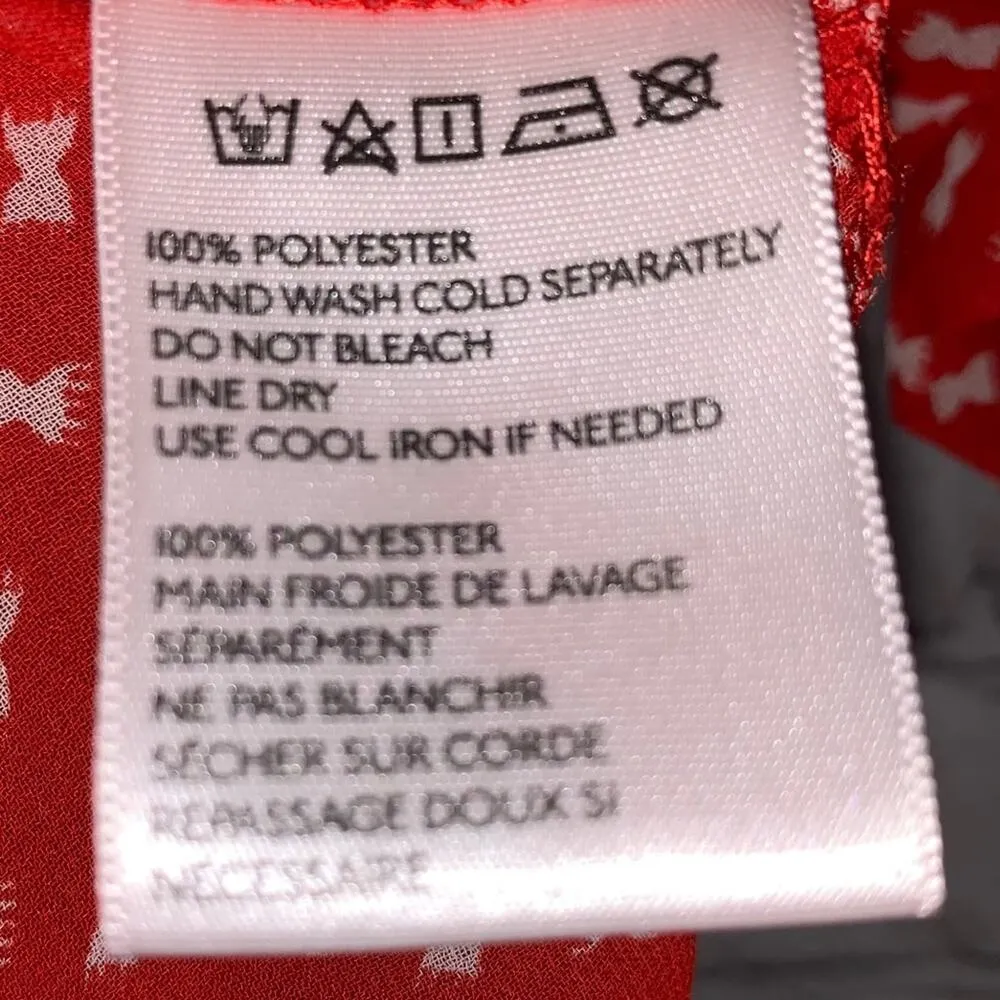 100% POLYESTER
HAND WASH COLD SEPARATELY
DO NOT BLEACH
LINE DRY
USE COOL IRON IF NEEDED
100% POLYESTER
MAIN FROIDE DE LAVAGE
SÉPARÉMENT
NE PAS BLANCHIR
SÉCHER SUR CORDE
REPASSAGE DOUX SI
NÉCESSAIRE